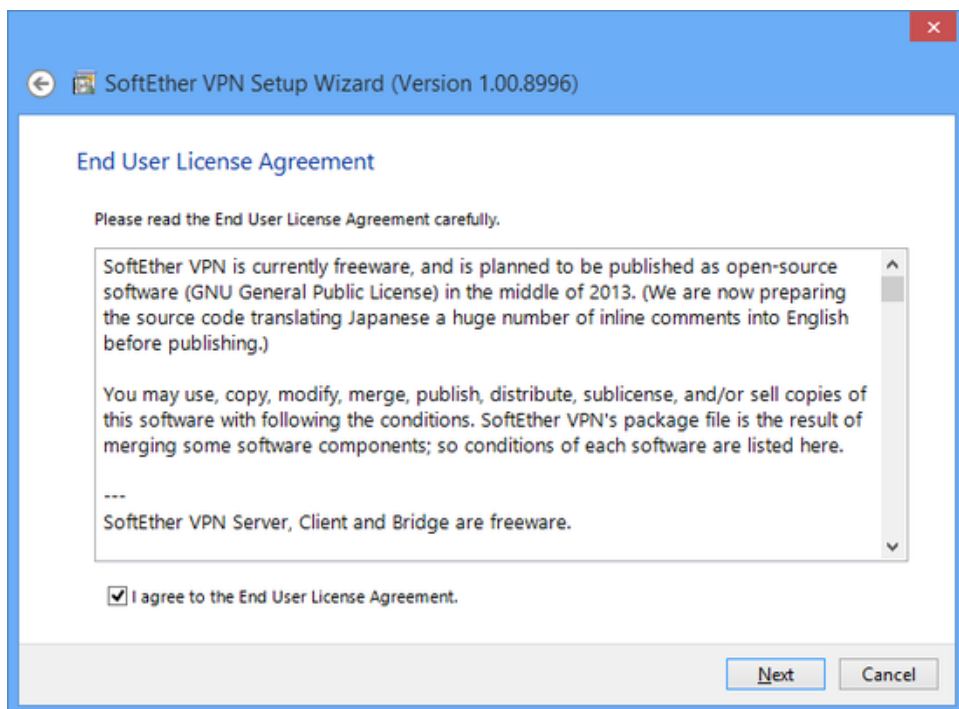 SoftEther VPN Setup Wizard (Version 1.00.8996)
End User License Agreement
Please read the End User License Agreement carefully.
SoftEther VPN is currently freeware, and is planned to be published as open-source
software (GNU General Public License) in the middle of 2013. (We are now preparing
the source code translating Japanese a huge number of inline comments into English
before publishing.)
You may use, copy, modify, merge, publish, distribute, sublicense, and/or sell copies of
this software with following the conditions. SoftEther VPN's package file is the result of
merging some software components; so conditions of each software are listed here.
---
SoftEther VPN Server, Client and Bridge are freeware.
I agree to the End User License Agreement.
Next
Cancel